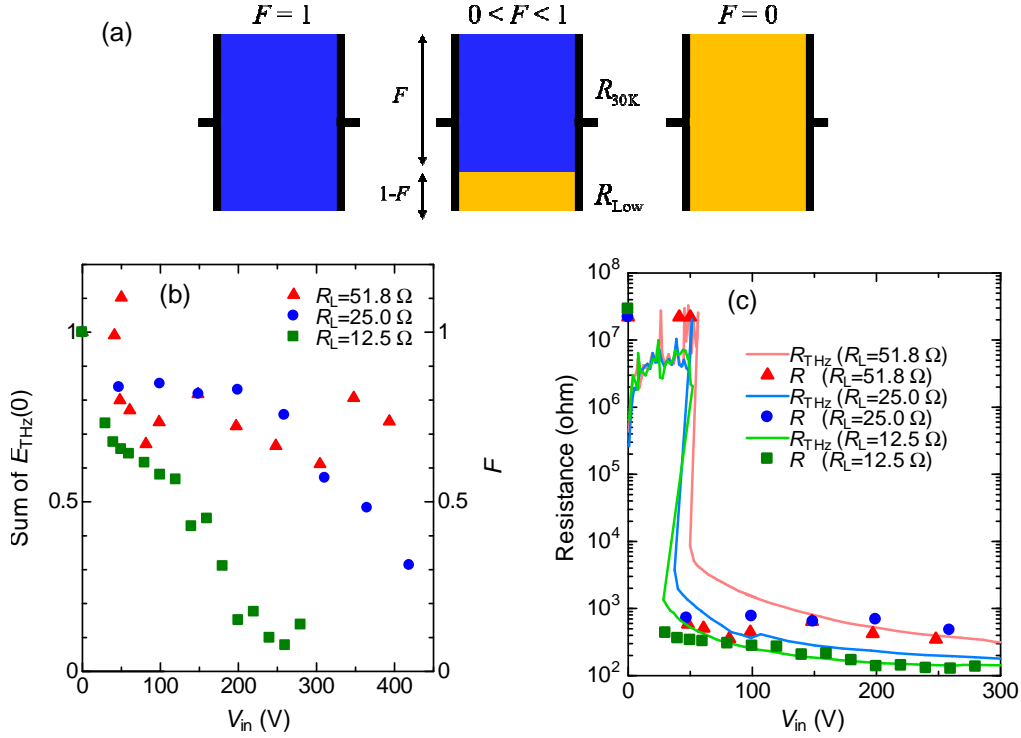 (a)
F = 1
0 < F < 1
F = 0
F
R30K
1-F
RLow
(b)
RL=51.8 Ω
RL=25.0 Ω
RL=12.5 Ω
Sum of ETHz(0)
1
0.5
0
1
0.5
0
F
0 100 200 300 400
Vin (V)
(c)
RTHz (RL=51.8 Ω)
R (RL=51.8 Ω)
RTHz (RL=25.0 Ω)
R (RL=25.0 Ω)
RTHz (RL=12.5 Ω)
R (RL=12.5 Ω)
Resistance (ohm)
10^8
10^7
10^6
10^5
10^4
10^3
10^2
0 100 200 300
Vin (V)